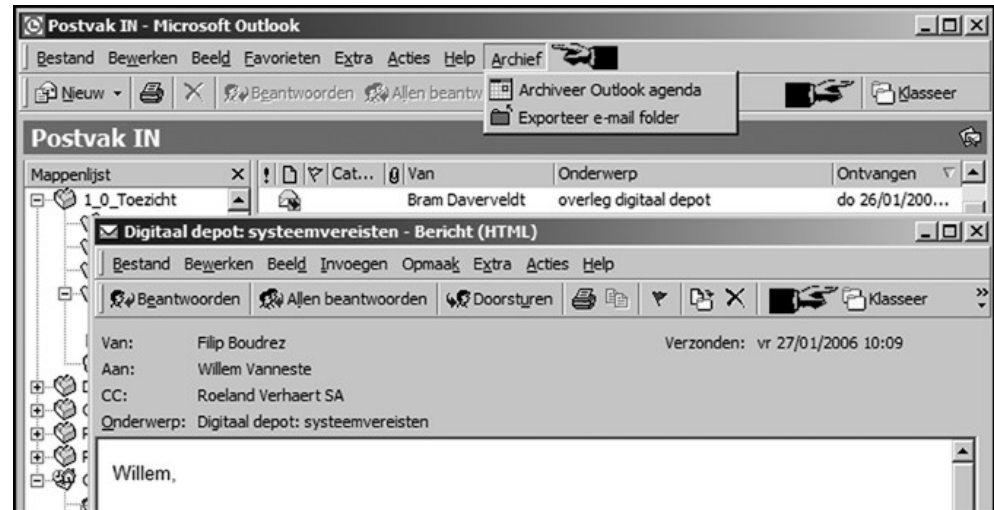 Postvak IN - Microsoft Outlook
Bestand Bewerken Beeld Favorieten Extra Acties Help Archief
Nieuw Beantwoorden Allen beantw Klasseer
Archiveer Outlook agenda
Exporteer e-mail folder
Postvak IN
Mappenlijst ! Cat... Van Onderwerp Ontvangen
1_0_Toezicht Bram Daverveldt overleg digitaal depot do 26/01/200...
Digitaal depot: systeemvereisten - Bericht (HTML)
Bestand Bewerken Beeld Invoegen Opmaak Extra Acties Help
Beantwoorden Allen beantwoorden Doorsturen Klasseer »
Van: Filip Boudrez Verzonden: vr 27/01/2006 10:09
Aan: Willem Vanneste
CC: Roeland Verhaert SA
Onderwerp: Digitaal depot: systeemvereisten
Willem,